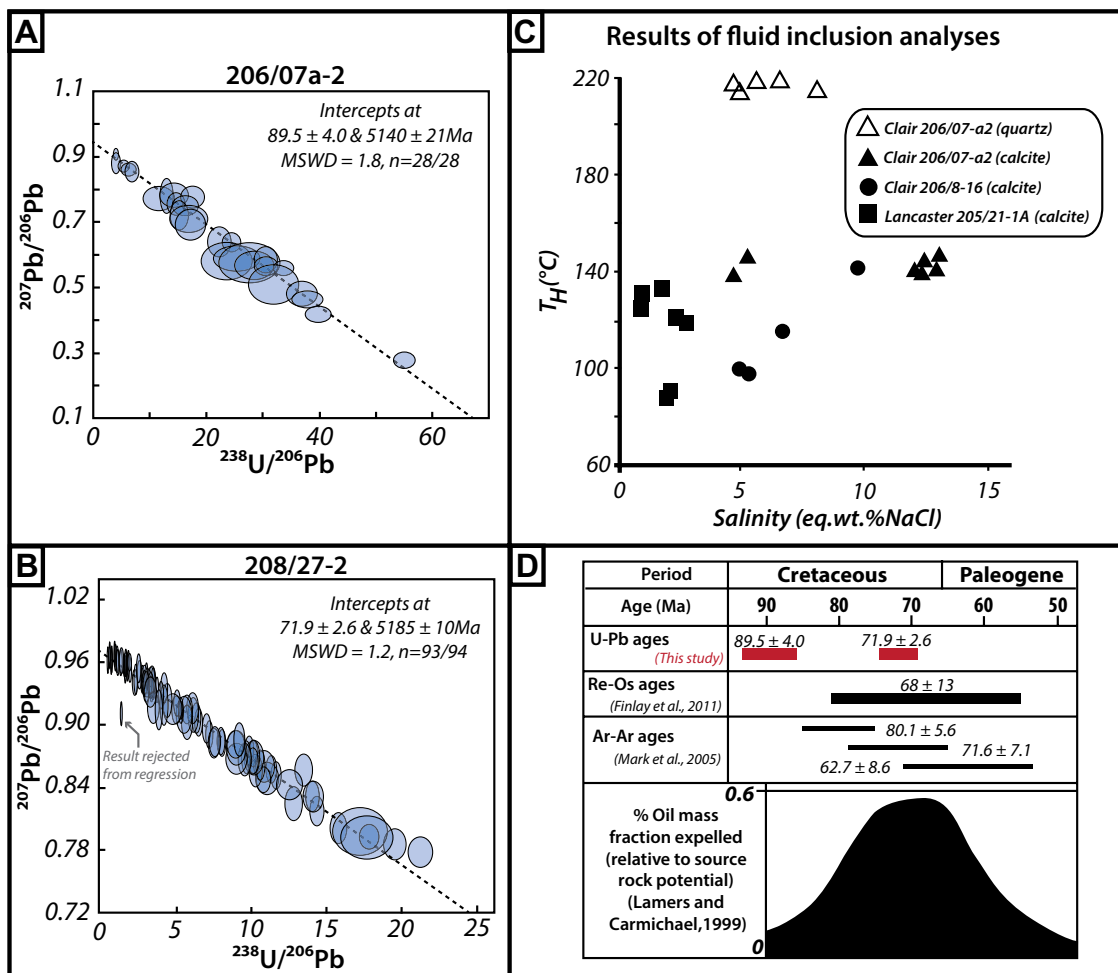 A
206/07a-2
Intercepts at
89.5 ± 4.0 & 5140 ± 21Ma
MSWD = 1.8, n=28/28
1.1
0.9
0.7
0.5
0.3
0.1
²⁰⁷Pb/²⁰⁶Pb
0 20 40 60
²³⁸U/²⁰⁶Pb
B
208/27-2
Intercepts at
71.9 ± 2.6 & 5185 ± 10Ma
MSWD = 1.2, n=93/94
1.02
0.96
0.90
0.84
0.78
0.72
²⁰⁷Pb/²⁰⁶Pb
Result rejected
from regression
0 5 10 15 20 25
²³⁸U/²⁰⁶Pb
C
Results of fluid inclusion analyses
220
180
140
100
60
T_H(°C)
Clair 206/07-a2 (quartz)
Clair 206/07-a2 (calcite)
Clair 206/8-16 (calcite)
Lancaster 205/21-1A (calcite)
0 5 10 15
Salinity (eq.wt.%NaCl)
D
Period Cretaceous Paleogene
Age (Ma) 90 80 70 60 50
U-Pb ages 89.5 ± 4.0 71.9 ± 2.6
(This study)
Re-Os ages 68 ± 13
(Finlay et al., 2011)
Ar-Ar ages 80.1 ± 5.6
(Mark et al., 2005) 71.6 ± 7.1
62.7 ± 8.6
0.6
% Oil mass
fraction expelled
(relative to source
rock potential)
(Lamers and
Carmichael,1999)
0